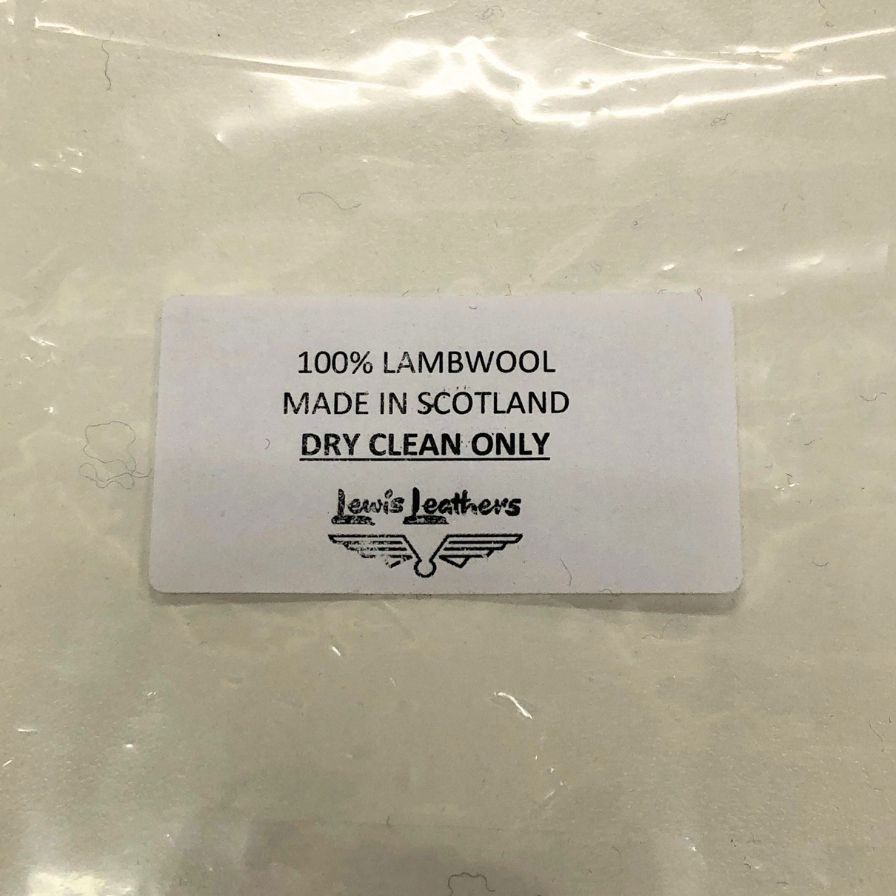 100% LAMBWOOL
MADE IN SCOTLAND
DRY CLEAN ONLY
Lewis Leathers